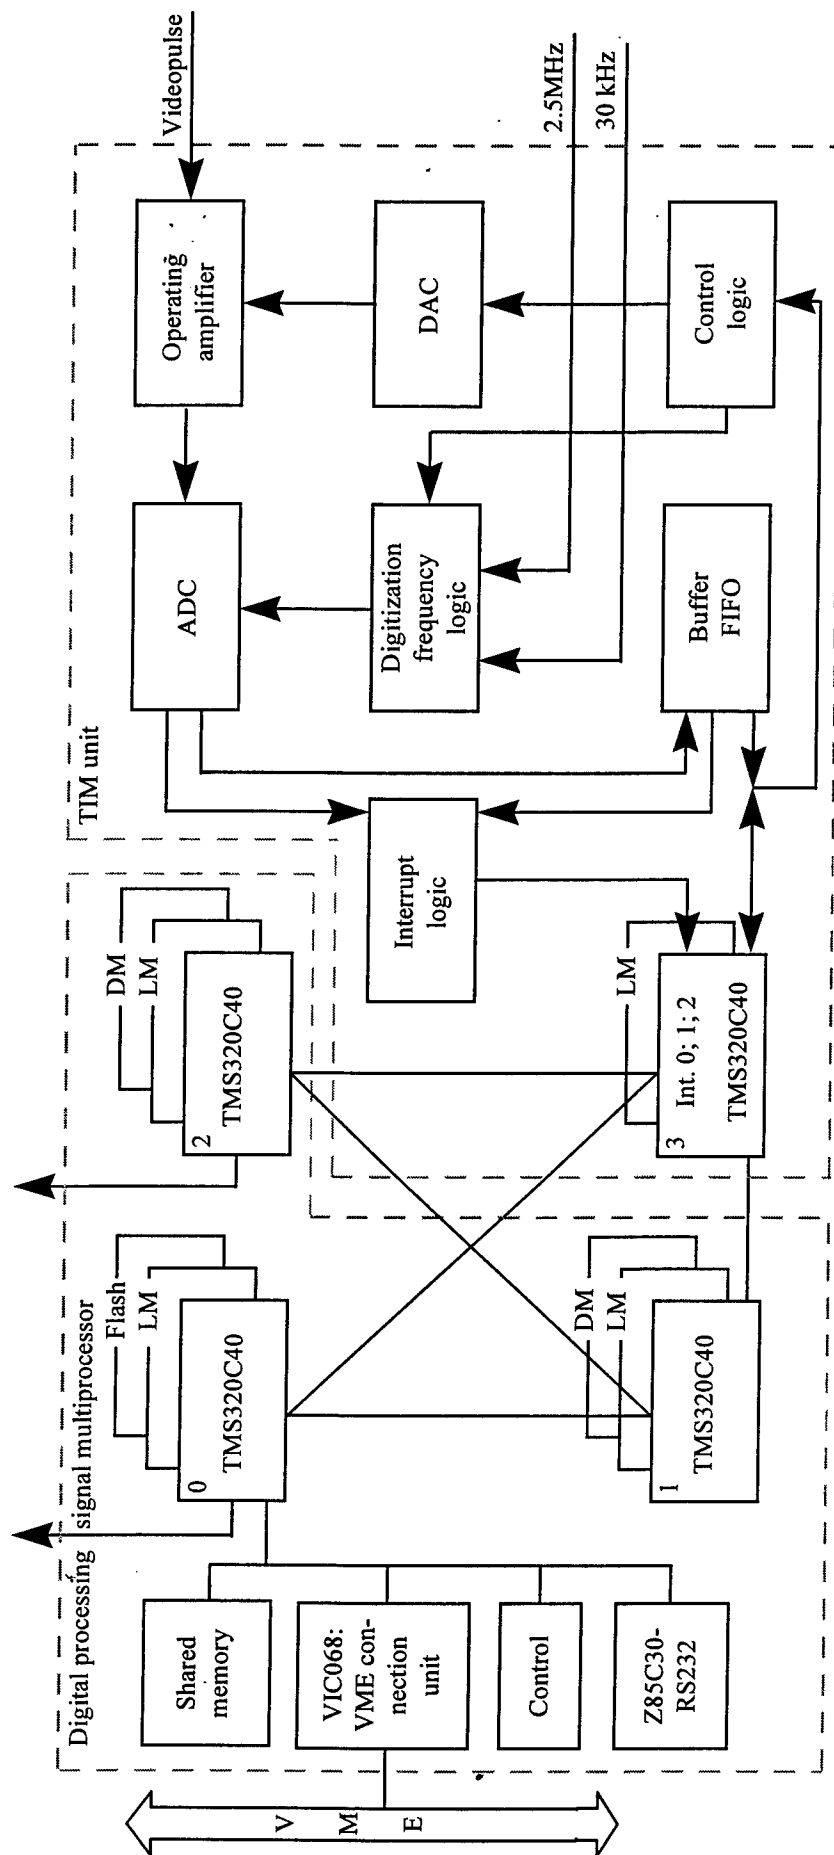 Videopulse
2.5MHz
30 kHz
TIM unit
Operating
amplifier
DAC
Control
logic
ADC
Digitization
frequency
logic
Buffer
FIFO
Interrupt
logic
DM
LM
2
TMS320C40
LM
Int. 0; 1; 2
3
TMS320C40
Digital processing signal multiprocessor
Flash
LM
0
TMS320C40
DM
LM
1
TMS320C40
Shared
memory
VIC068:
VME con-
nection
unit
Control
Z85C30-
RS232
V M E